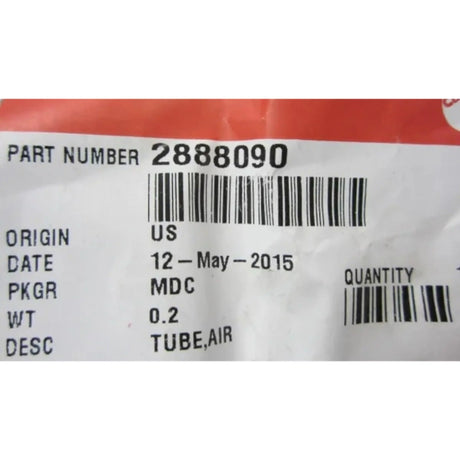 PART NUMBER 2888090
ORIGIN US
DATE 12-May-2015
PKGR MDC
QUANTITY
WT 0.2
DESC TUBE,AIR